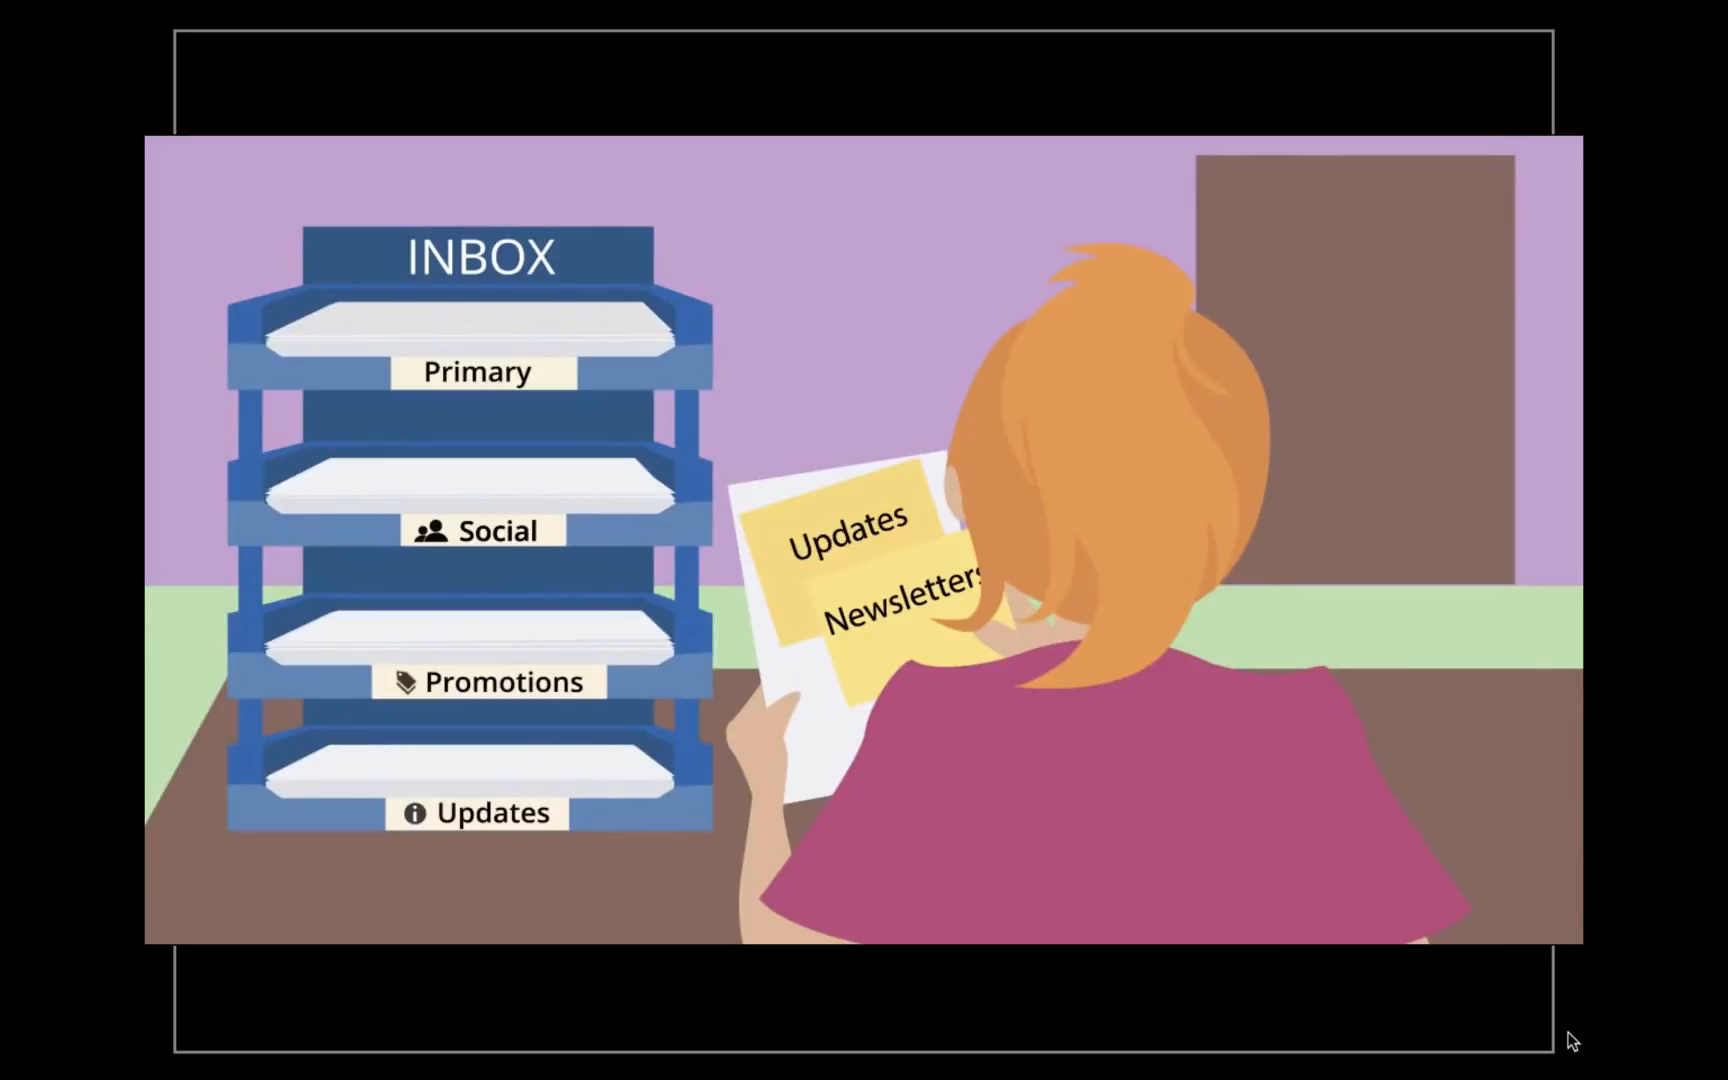 INBOX
Primary
Social
Promotions
Updates
Updates
Newsletters